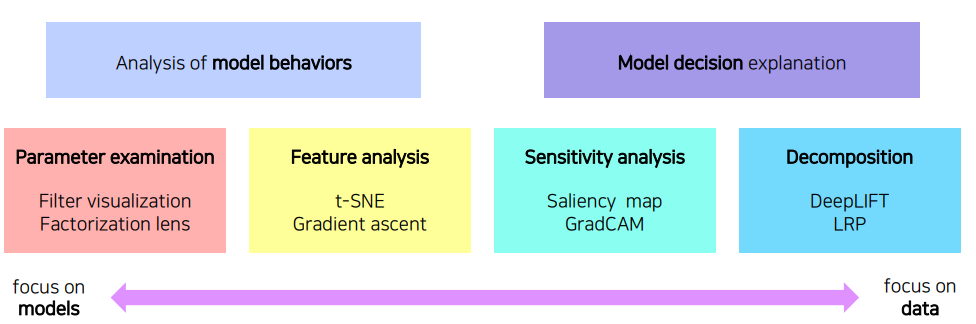 Analysis of model behaviors
Model decision explanation
Parameter examination
Filter visualization
Factorization lens
Feature analysis
t-SNE
Gradient ascent
Sensitivity analysis
Saliency map
GradCAM
Decomposition
DeepLIFT
LRP
focus on
models
focus on
data